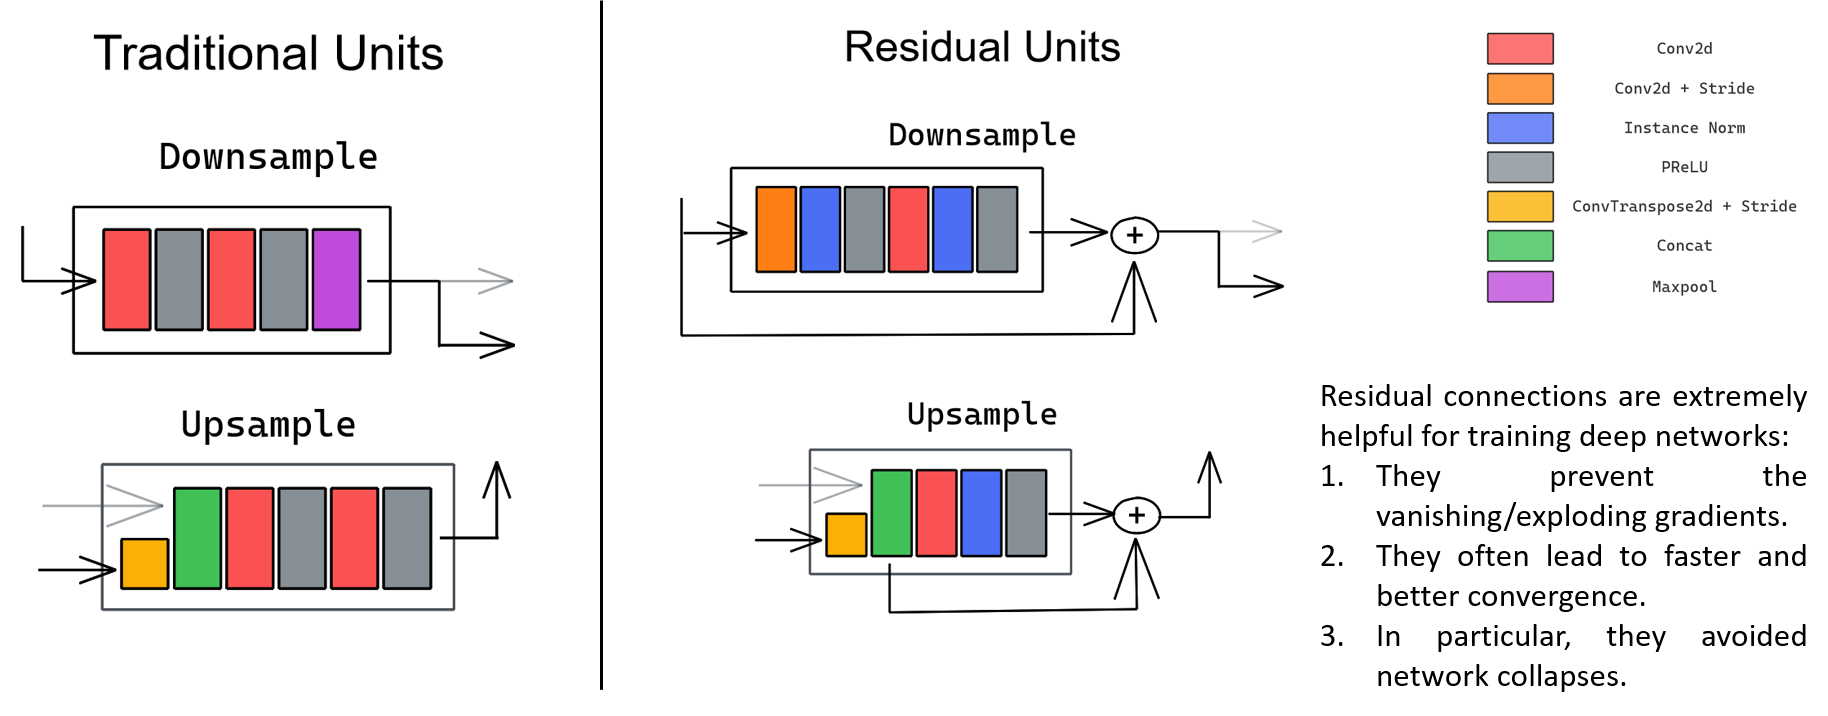 Traditional Units
Downsample
Upsample
Residual Units
Downsample
+
Upsample
+
Conv2d
Conv2d + Stride
Instance Norm
PReLU
ConvTranspose2d + Stride
Concat
Maxpool
Residual connections are extremely
helpful for training deep networks:
1. They prevent the
vanishing/exploding gradients.
2. They often lead to faster and
better convergence.
3. In particular, they avoided
network collapses.